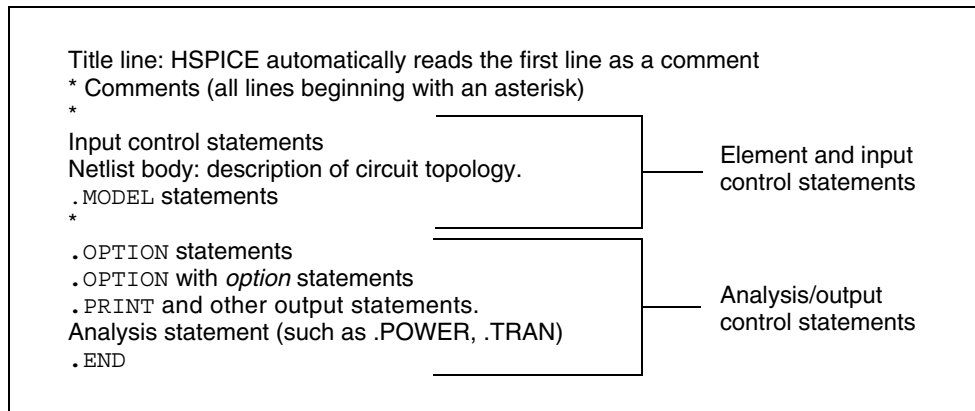 Title line: HSPICE automatically reads the first line as a comment
* Comments (all lines beginning with an asterisk)
*
Input control statements
Netlist body: description of circuit topology.
.MODEL statements
*
Element and input
control statements
.OPTION statements
.OPTION with option statements
.PRINT and other output statements.
Analysis statement (such as .POWER, .TRAN)
.END
Analysis/output
control statements